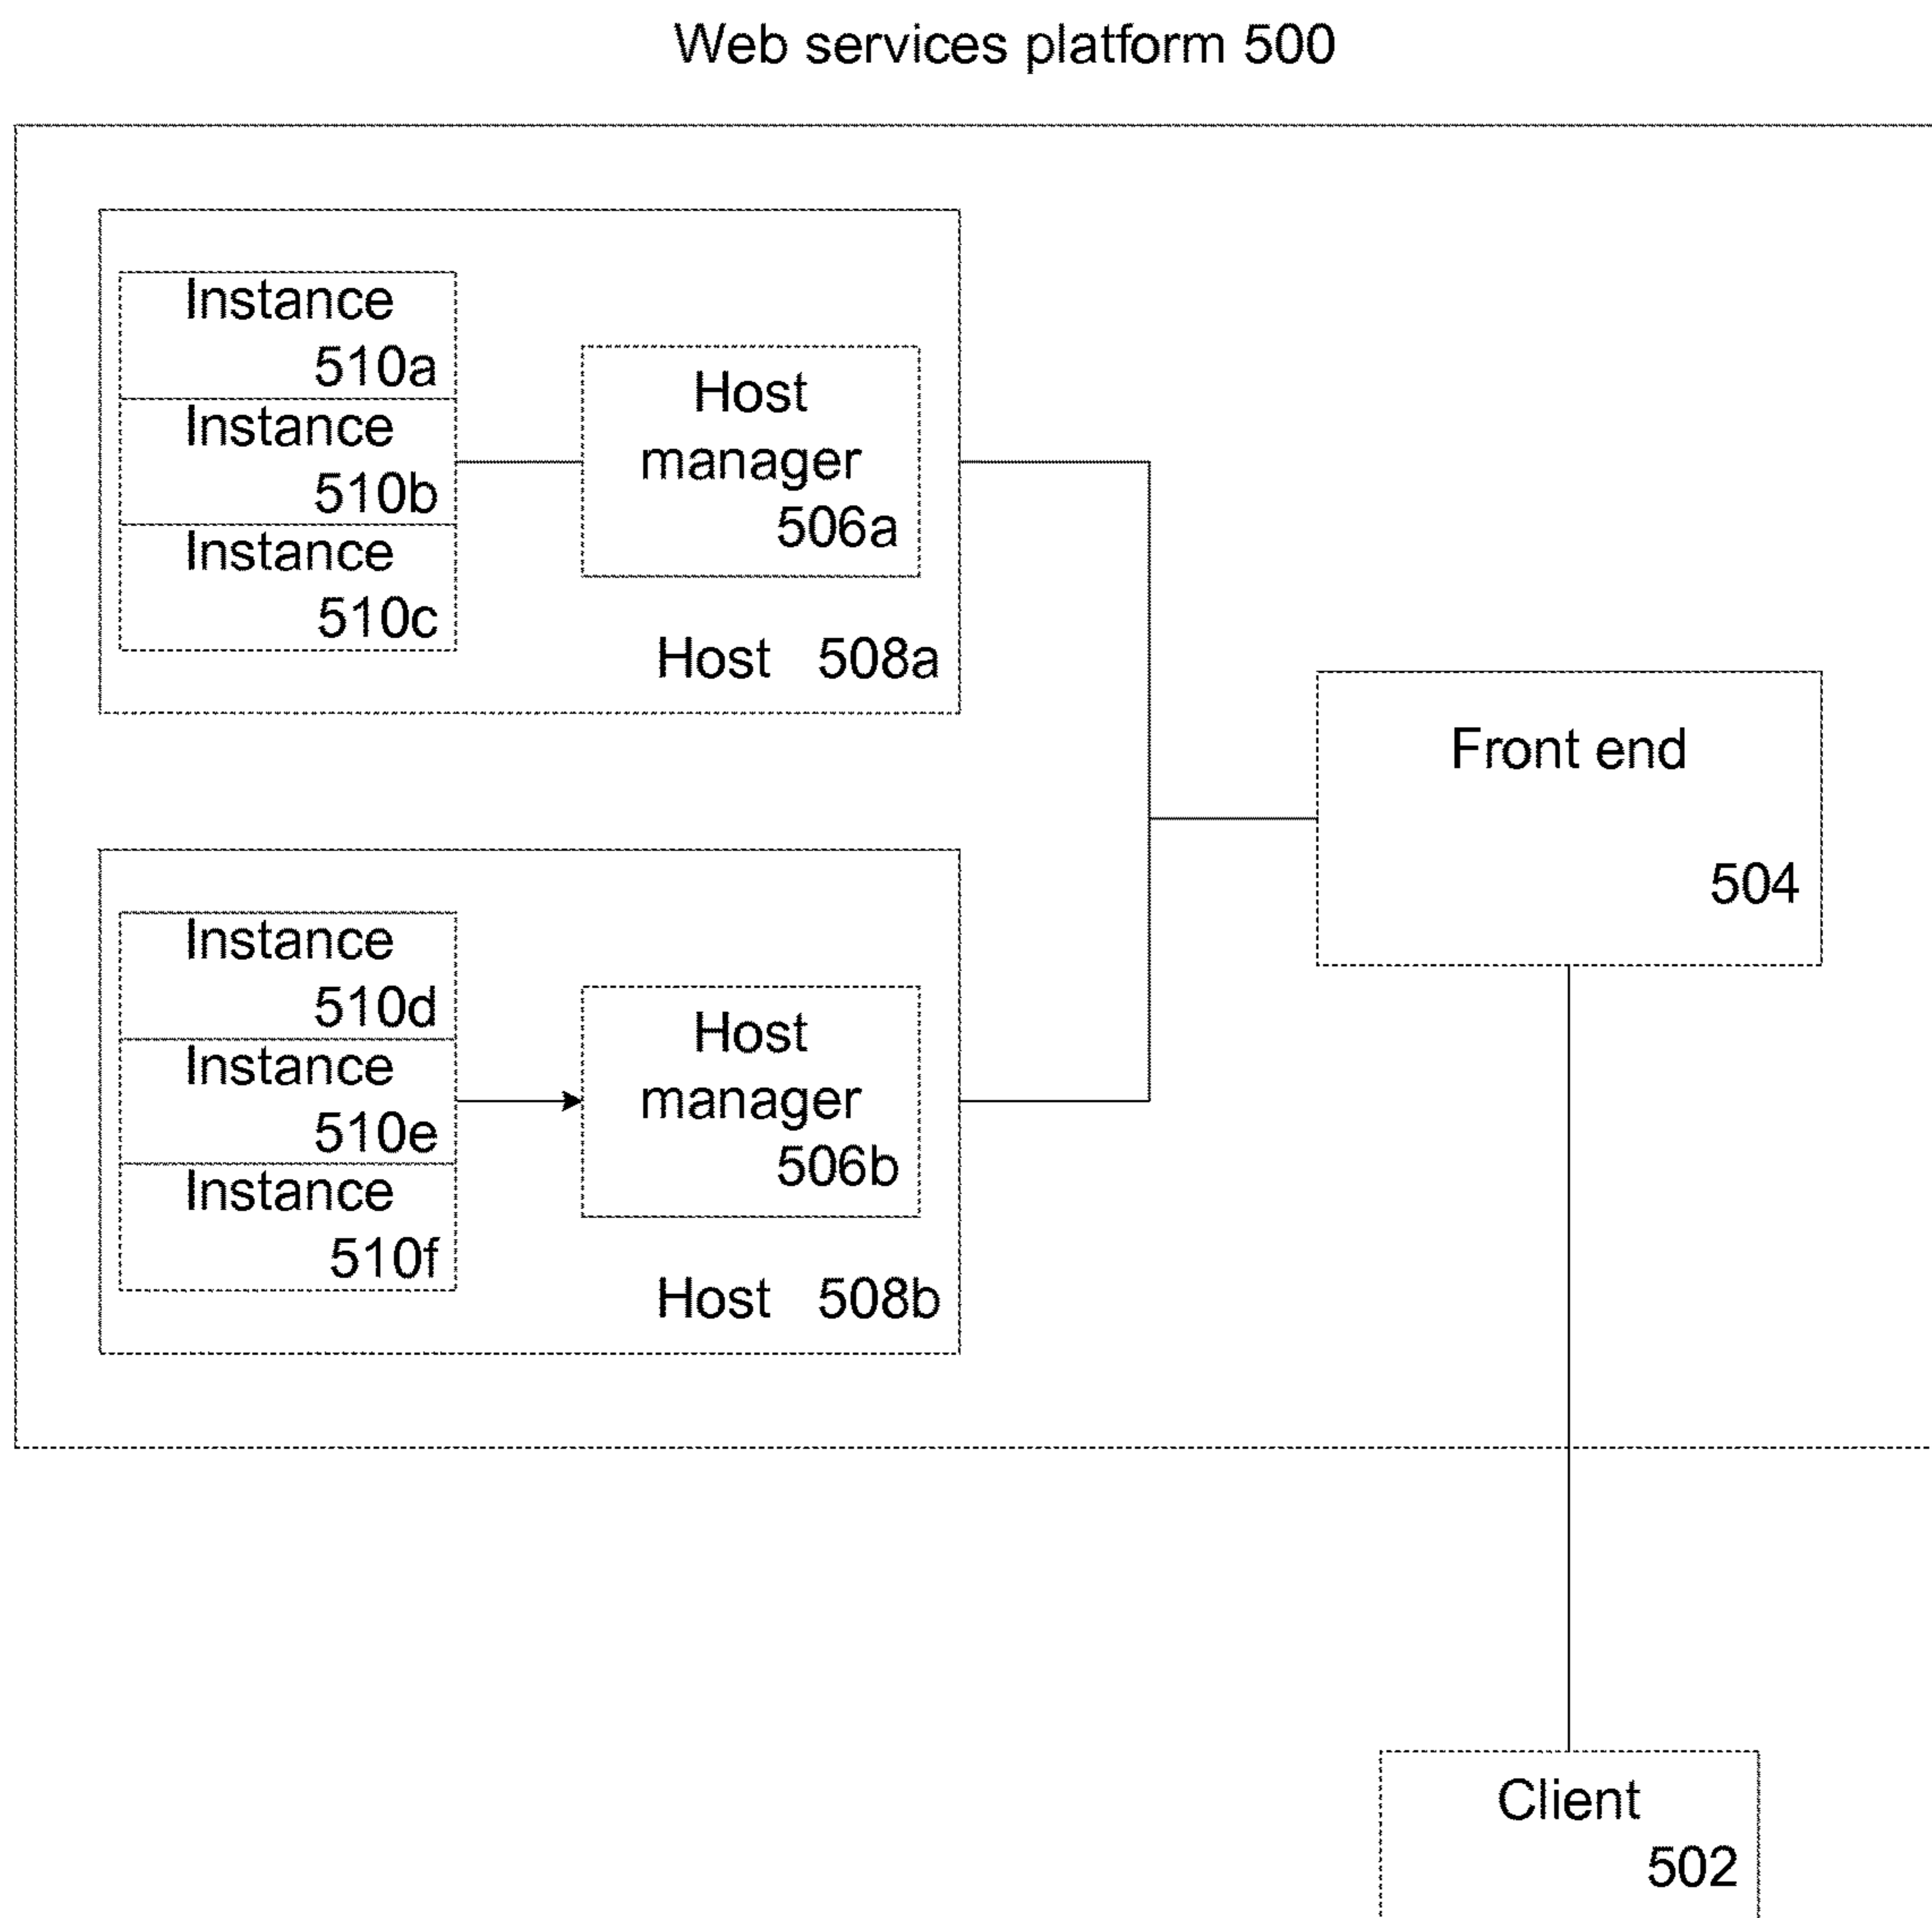 Web services platform 500
Instance
510a
Instance
510b
Instance
510c
Host
manager
506a
Host 508a
Front end
504
Instance
510d
Instance
510e
Instance
510f
Host
manager
506b
Host 508b
Client
502